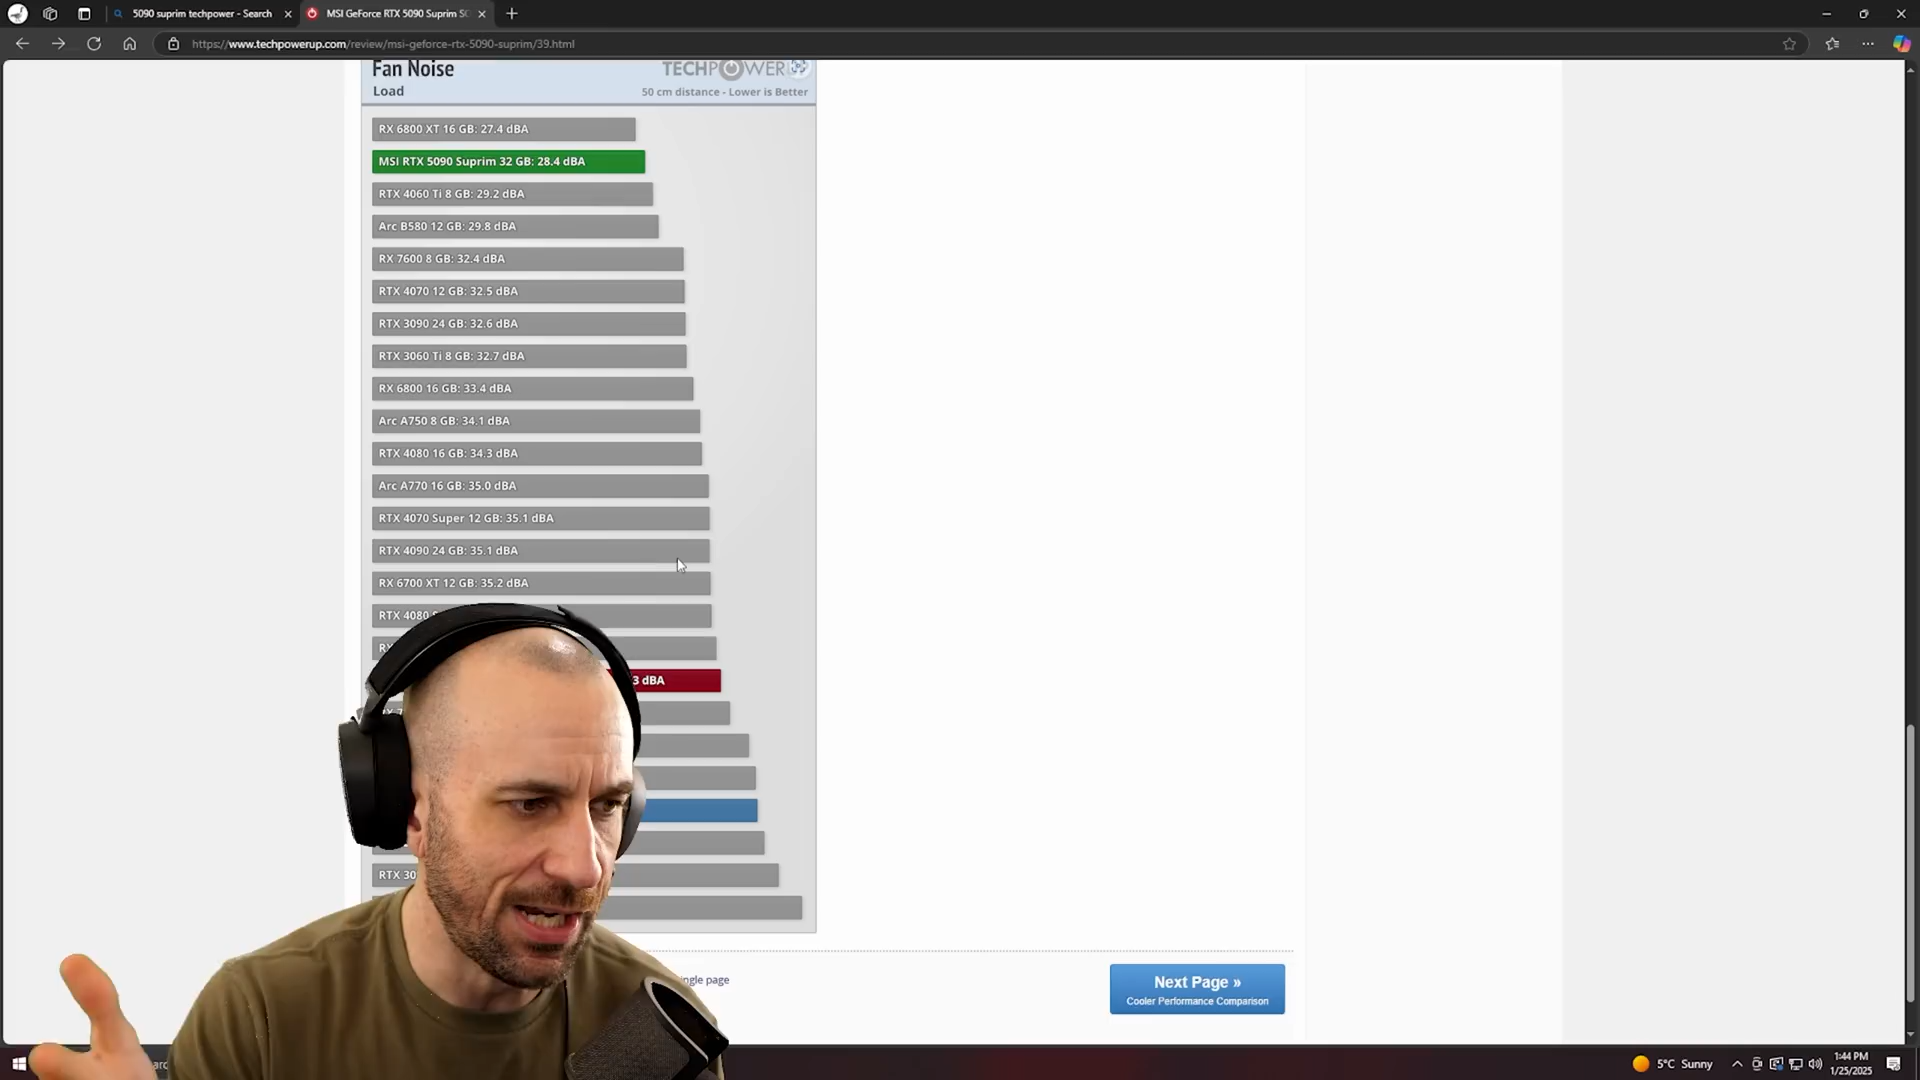 5090 suprim techpower - Search
MSI GeForce RTX 5090 Suprim SO
https://www.techpowerup.com/review/msi-geforce-rtx-5090-suprim/39.html
Fan Noise
TECHPOWERUP
Load
50 cm distance - Lower is Better
RX 6800 XT 16 GB: 27.4 dBA
MSI RTX 5090 Suprim 32 GB: 28.4 dBA
RTX 4060 Ti 8 GB: 29.2 dBA
Arc B580 12 GB: 29.8 dBA
RX 7600 8 GB: 32.4 dBA
RTX 4070 12 GB: 32.5 dBA
RTX 3090 24 GB: 32.6 dBA
RTX 3060 Ti 8 GB: 32.7 dBA
RX 6800 16 GB: 33.4 dBA
Arc A750 8 GB: 34.1 dBA
RTX 4080 16 GB: 34.3 dBA
Arc A770 16 GB: 35.0 dBA
RTX 4070 Super 12 GB: 35.1 dBA
RTX 4090 24 GB: 35.1 dBA
RX 6700 XT 12 GB: 35.2 dBA
RTX 4080
3 dBA
RTX 30
ngle page
Next Page »
Cooler Performance Comparison
5°C Sunny
1:44 PM
1/25/2025